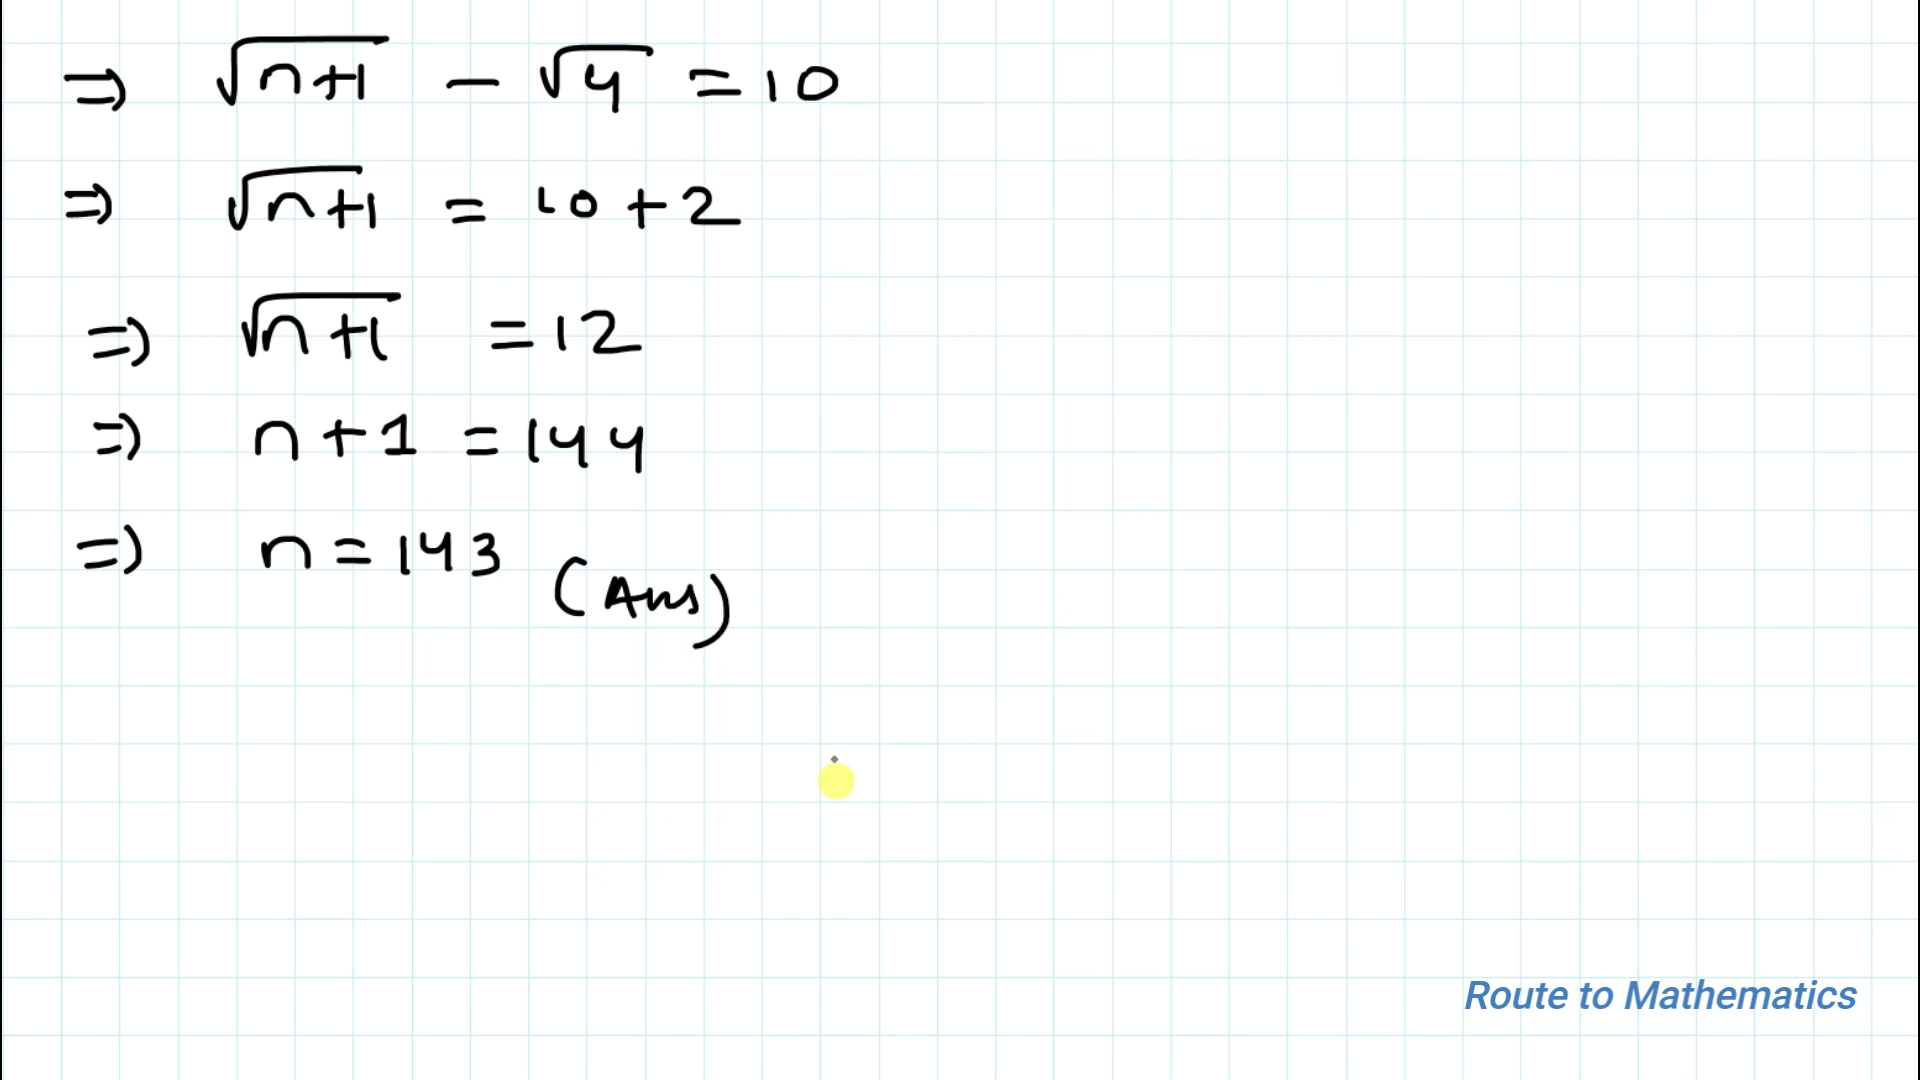 ⇒ √(n+1) − √4 = 10
⇒ √(n+1) = 10 + 2
⇒ √(n+1) = 12
⇒ n + 1 = 144
⇒ n = 143 (Ans)
Route to Mathematics